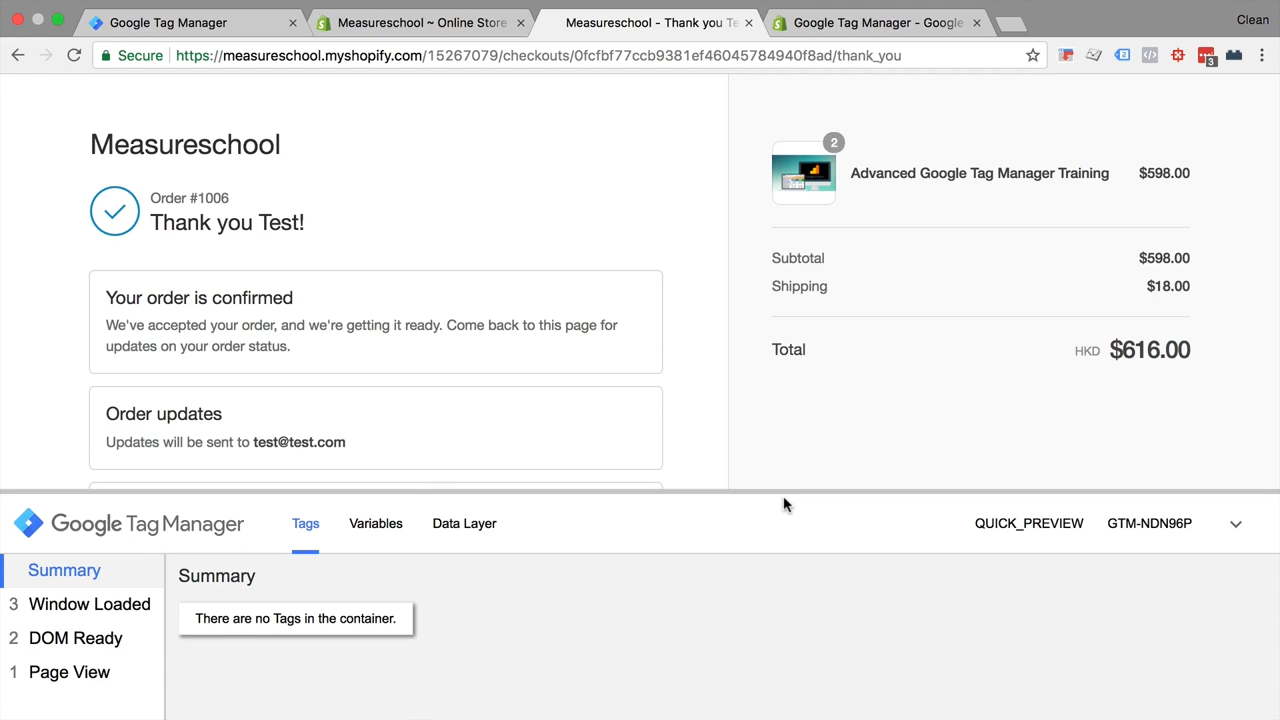 Google Tag Manager
Measureschool ~ Online Store
Measureschool - Thank you Te
Google Tag Manager - Google
Clean
Secure
https://measureschool.myshopify.com/15267079/checkouts/0fcfbf77ccb9381ef46045784940f8ad/thank_you
3
Measureschool
Order #1006
Thank you Test!
Your order is confirmed
We've accepted your order, and we're getting it ready. Come back to this page for
updates on your order status.
Order updates
Updates will be sent to test@test.com
2
Advanced Google Tag Manager Training $598.00
Subtotal $598.00
Shipping $18.00
Total HKD $616.00
Google Tag Manager Tags Variables Data Layer QUICK_PREVIEW GTM-NDN96P
Summary
3 Window Loaded
2 DOM Ready
1 Page View
Summary
There are no Tags in the container.